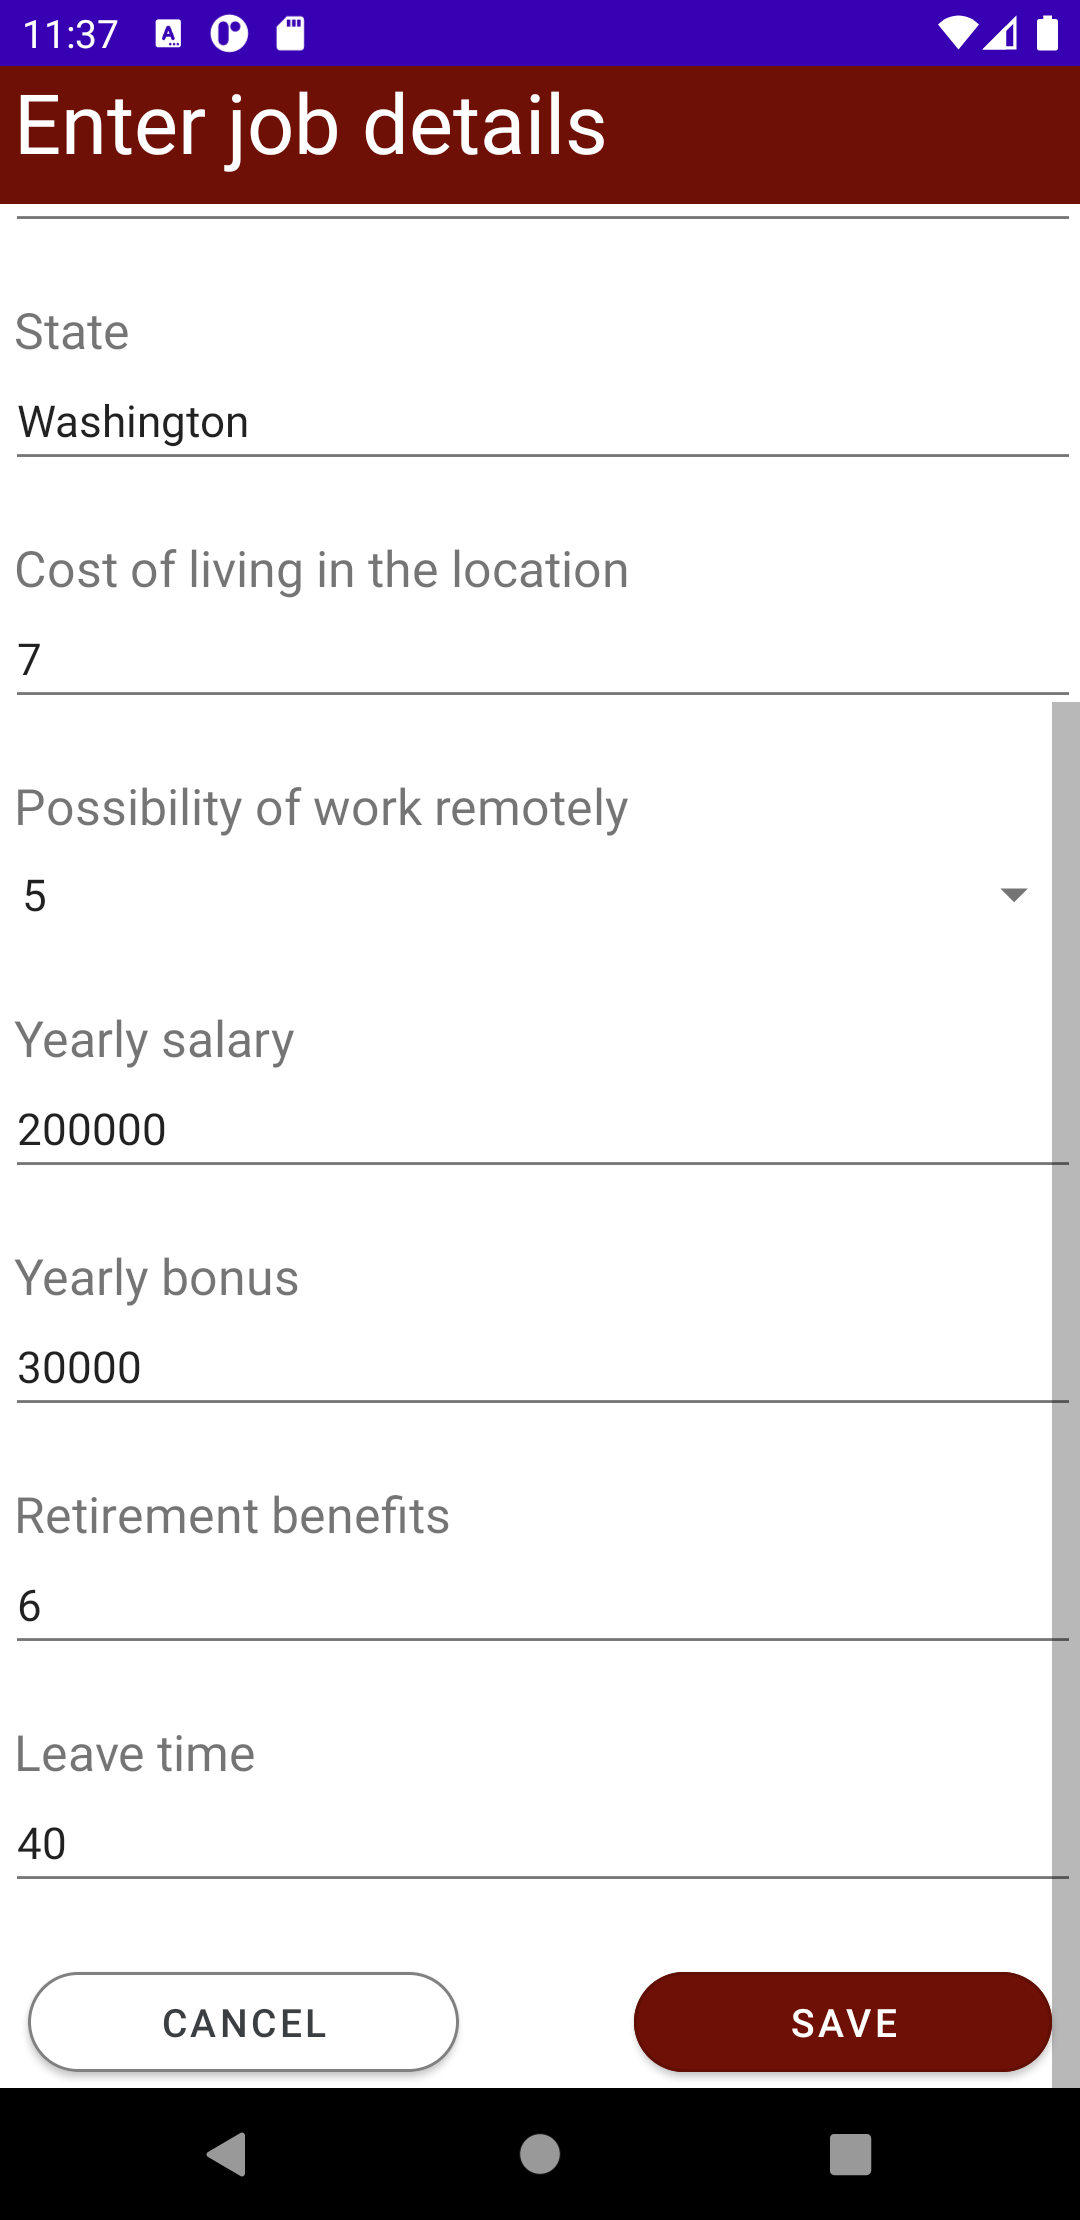 11:37
Enter job details
State
Washington
Cost of living in the location
7
Possibility of work remotely
5
Yearly salary
200000
Yearly bonus
30000
Retirement benefits
6
Leave time
40
CANCEL
SAVE